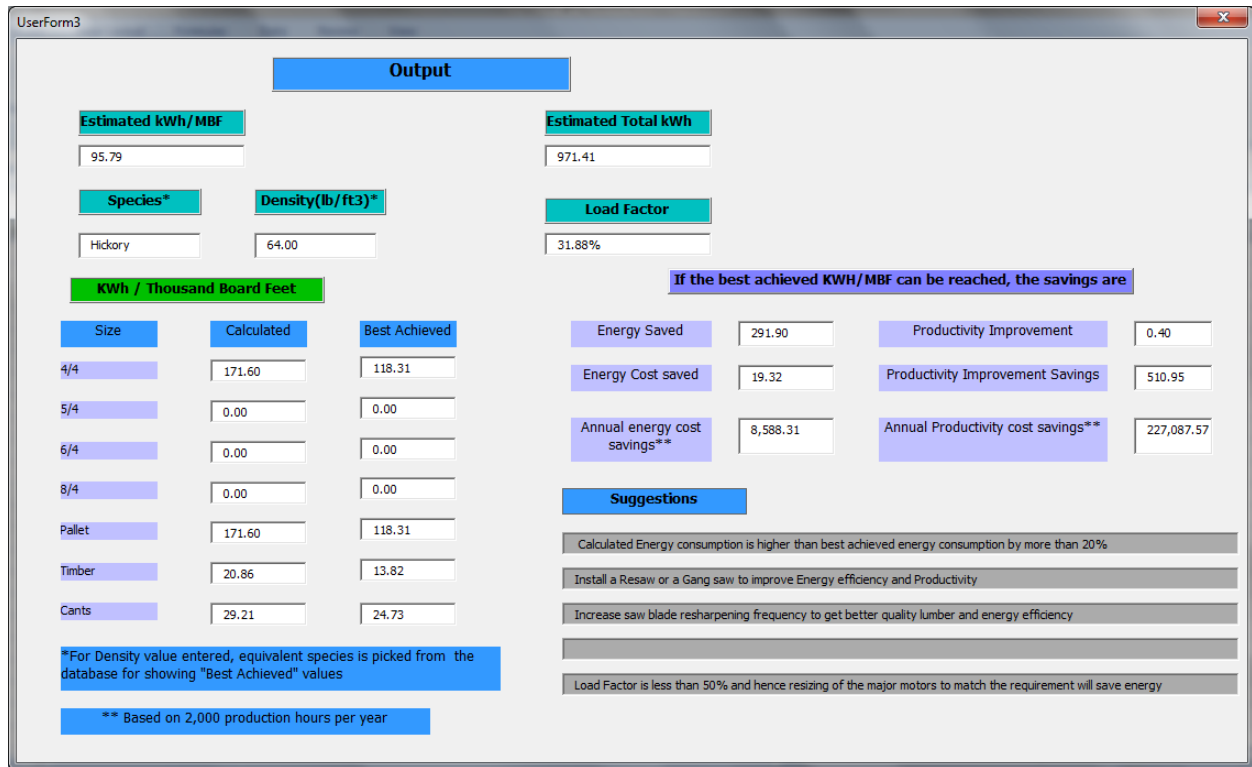 UserForm3
Output
Estimated kWh/MBF
Estimated Total kWh
95.79
971.41
Species*
Density(lb/ft3)*
Load Factor
Hickory
64.00
31.88%
KWh / Thousand Board Feet
If the best achieved KWH/MBF can be reached, the savings are
Size
Calculated
Best Achieved
4/4
171.60
118.31
5/4
0.00
0.00
6/4
0.00
0.00
8/4
0.00
0.00
Pallet
171.60
118.31
Timber
20.86
13.82
Cants
29.21
24.73
Energy Saved
291.90
Productivity Improvement
0.40
Energy Cost saved
19.32
Productivity Improvement Savings
510.95
Annual energy cost
savings**
8,588.31
Annual Productivity cost savings**
227,087.57
Suggestions
Calculated Energy consumption is higher than best achieved energy consumption by more than 20%
Install a Resaw or a Gang saw to improve Energy efficiency and Productivity
Increase saw blade resharpening frequency to get better quality lumber and energy efficiency
Load Factor is less than 50% and hence resizing of the major motors to match the requirement will save energy
*For Density value entered, equivalent species is picked from the
database for showing "Best Achieved" values
** Based on 2,000 production hours per year